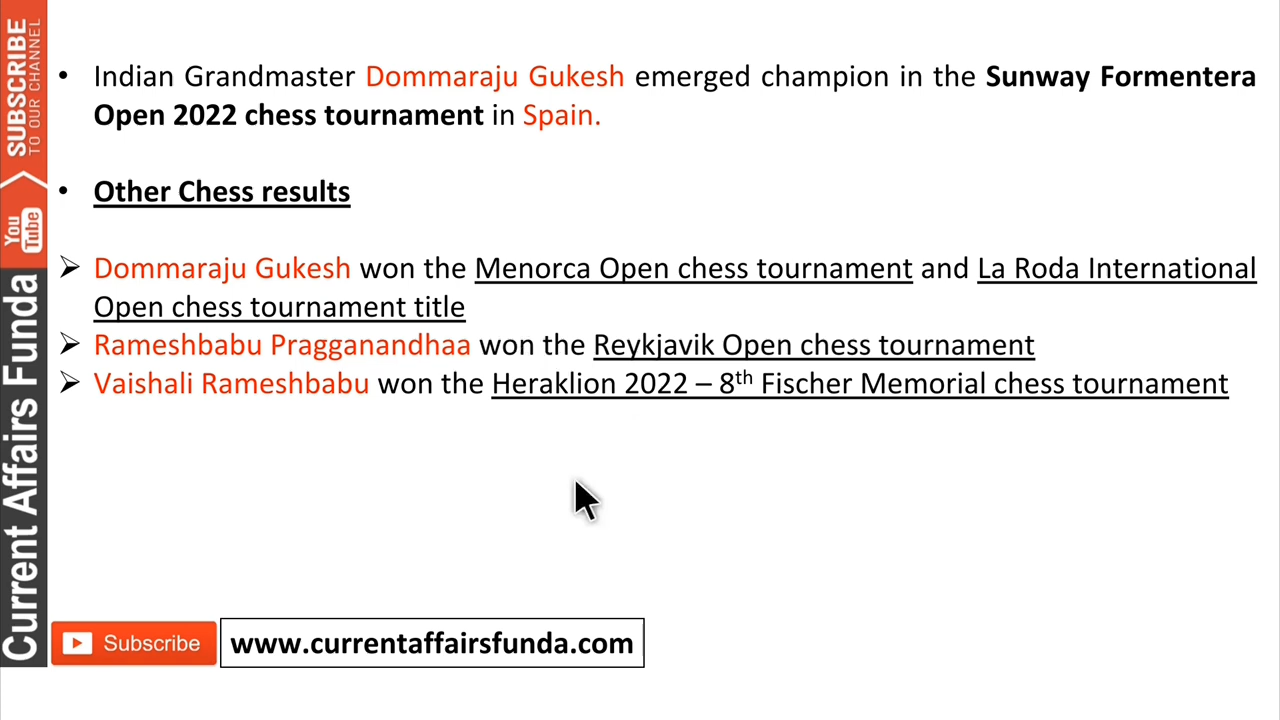 • Indian Grandmaster Dommaraju Gukesh emerged champion in the Sunway Formentera
Open 2022 chess tournament in Spain.
• Other Chess results
➢ Dommaraju Gukesh won the Menorca Open chess tournament and La Roda International
Open chess tournament title
➢ Rameshbabu Pragganandhaa won the Reykjavik Open chess tournament
➢ Vaishali Rameshbabu won the Heraklion 2022 – 8th Fischer Memorial chess tournament
SUBSCRIBE
TO OUR CHANNEL
You
Tube
Current Affairs Funda
Subscribe
www.currentaffairsfunda.com